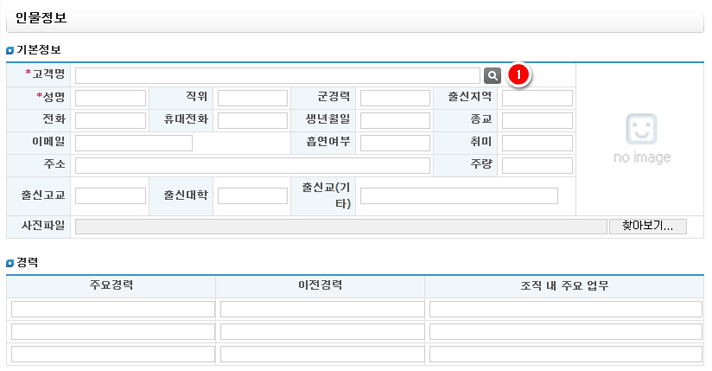 인물정보
기본정보
*고객명 1
*성명 직위 군경력 출신지역
전화 휴대전화 생년월일 종교
이메일 흡연여부 취미
no image
주소 주량
출신고교 출신대학 출신교(기
타)
사진파일 찾아보기...
경력
주요경력 이전경력 조직 내 주요 업무